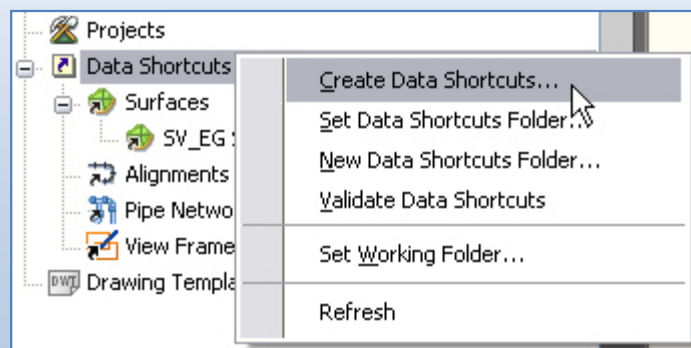 Projects
Data Shortcuts
Create Data Shortcuts...
Surfaces
Set Data Shortcuts Folder...
SV_EG
New Data Shortcuts Folder...
Alignments
Validate Data Shortcuts
Pipe Netwo
View Frame
Set Working Folder...
DWT Drawing Templa
Refresh